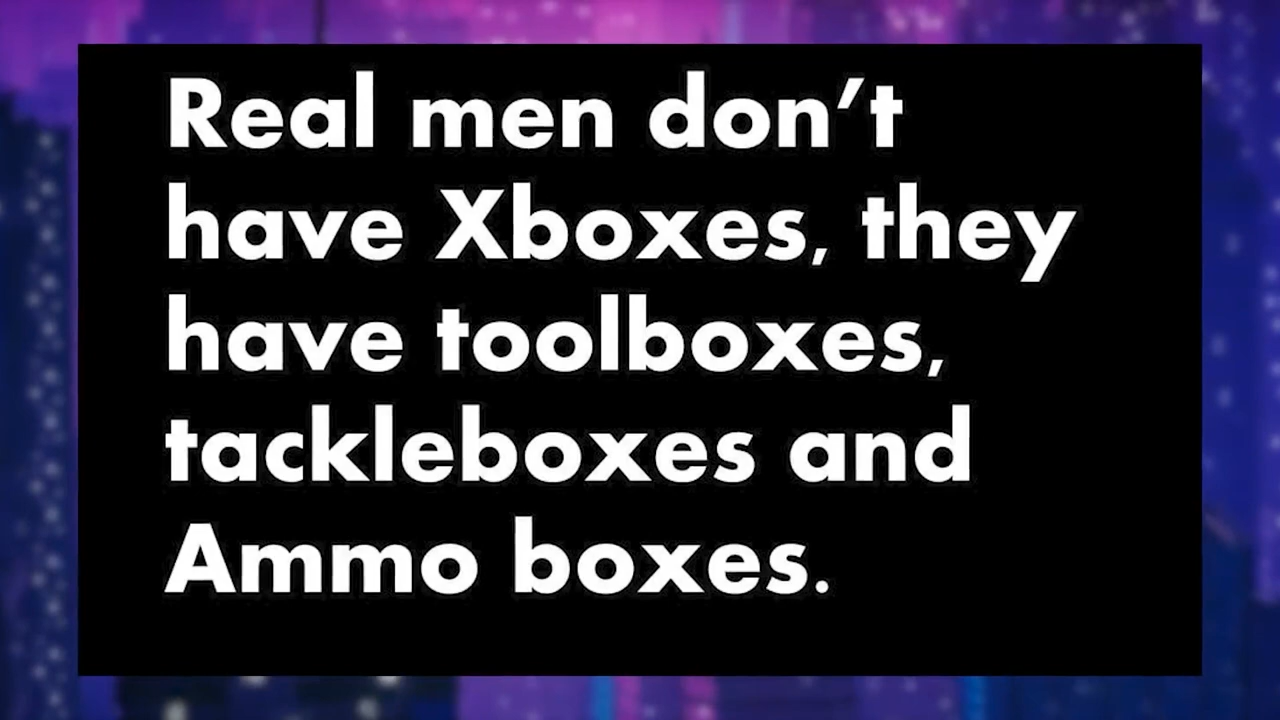 Real men don’t
have Xboxes, they
have toolboxes,
tackleboxes and
Ammo boxes.